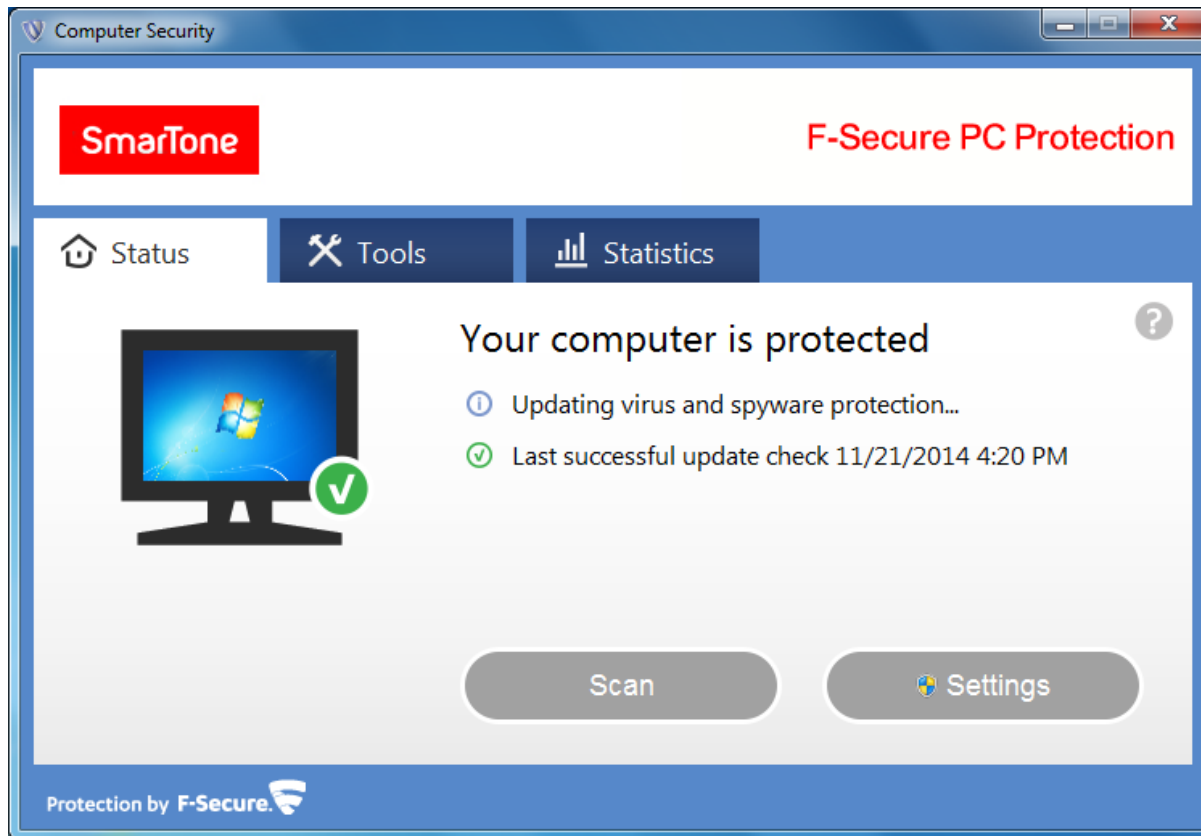 Computer Security
SmarTone
F-Secure PC Protection
Status
Tools
Statistics
Your computer is protected
?
Updating virus and spyware protection...
Last successful update check 11/21/2014 4:20 PM
Scan
Settings
Protection by F-Secure.